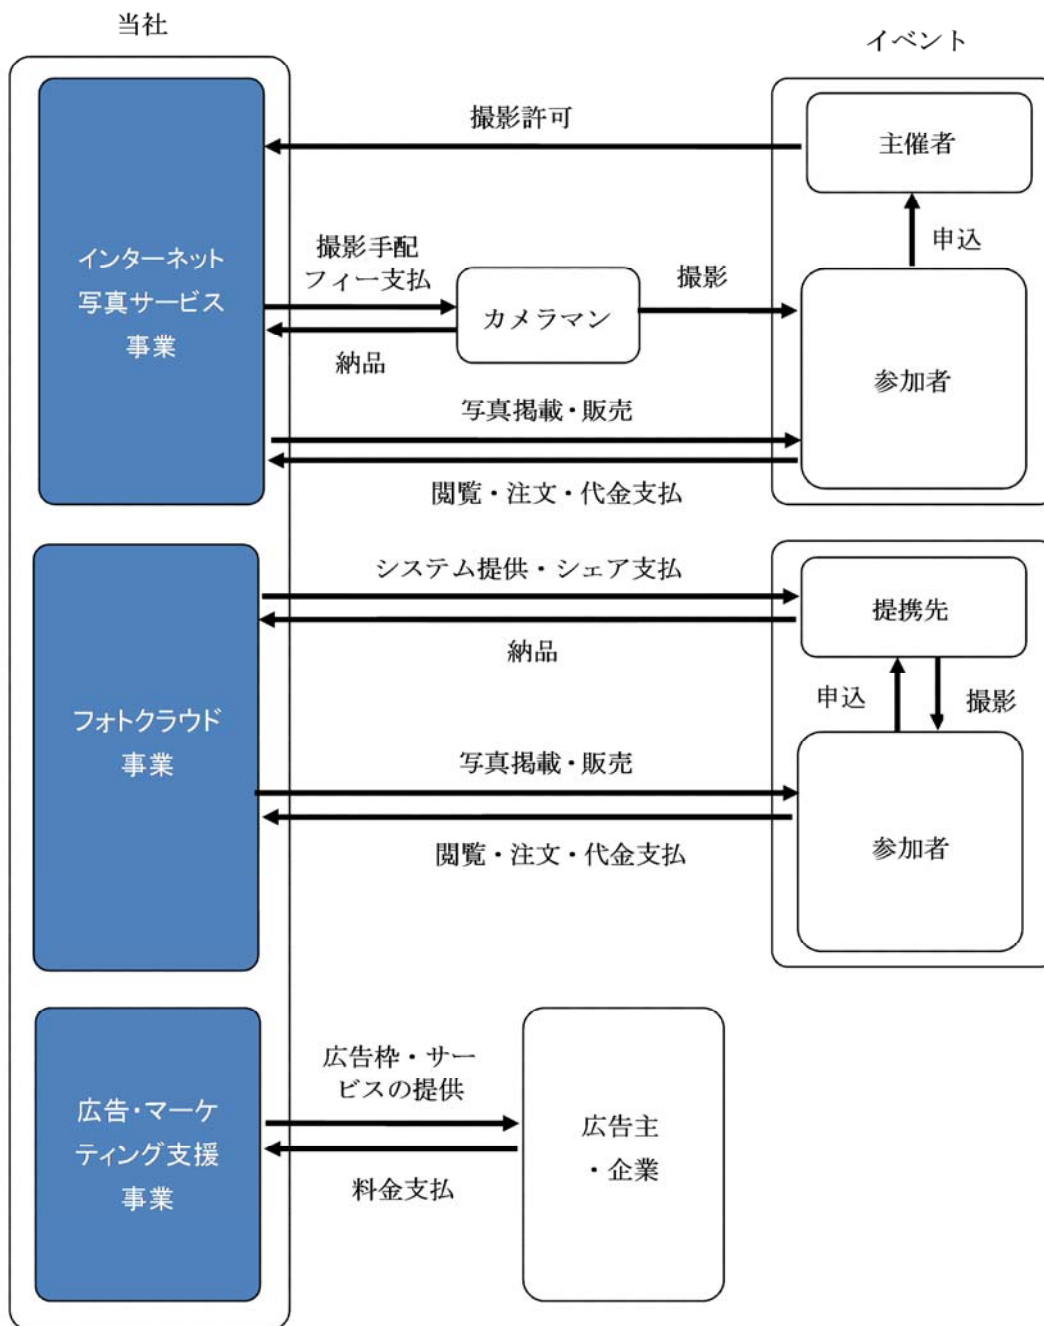 当社
イベント
インターネット
写真サービス
事業
撮影許可
主催者
申込
撮影手配
フィー支払
カメラマン
撮影
納品
参加者
写真掲載・販売
閲覧・注文・代金支払
フォトクラウド
事業
システム提供・シェア支払
納品
提携先
申込
撮影
写真掲載・販売
閲覧・注文・代金支払
参加者
広告・マーケ
ティング支援
事業
広告枠・サー
ビスの提供
料金支払
広告主
・企業